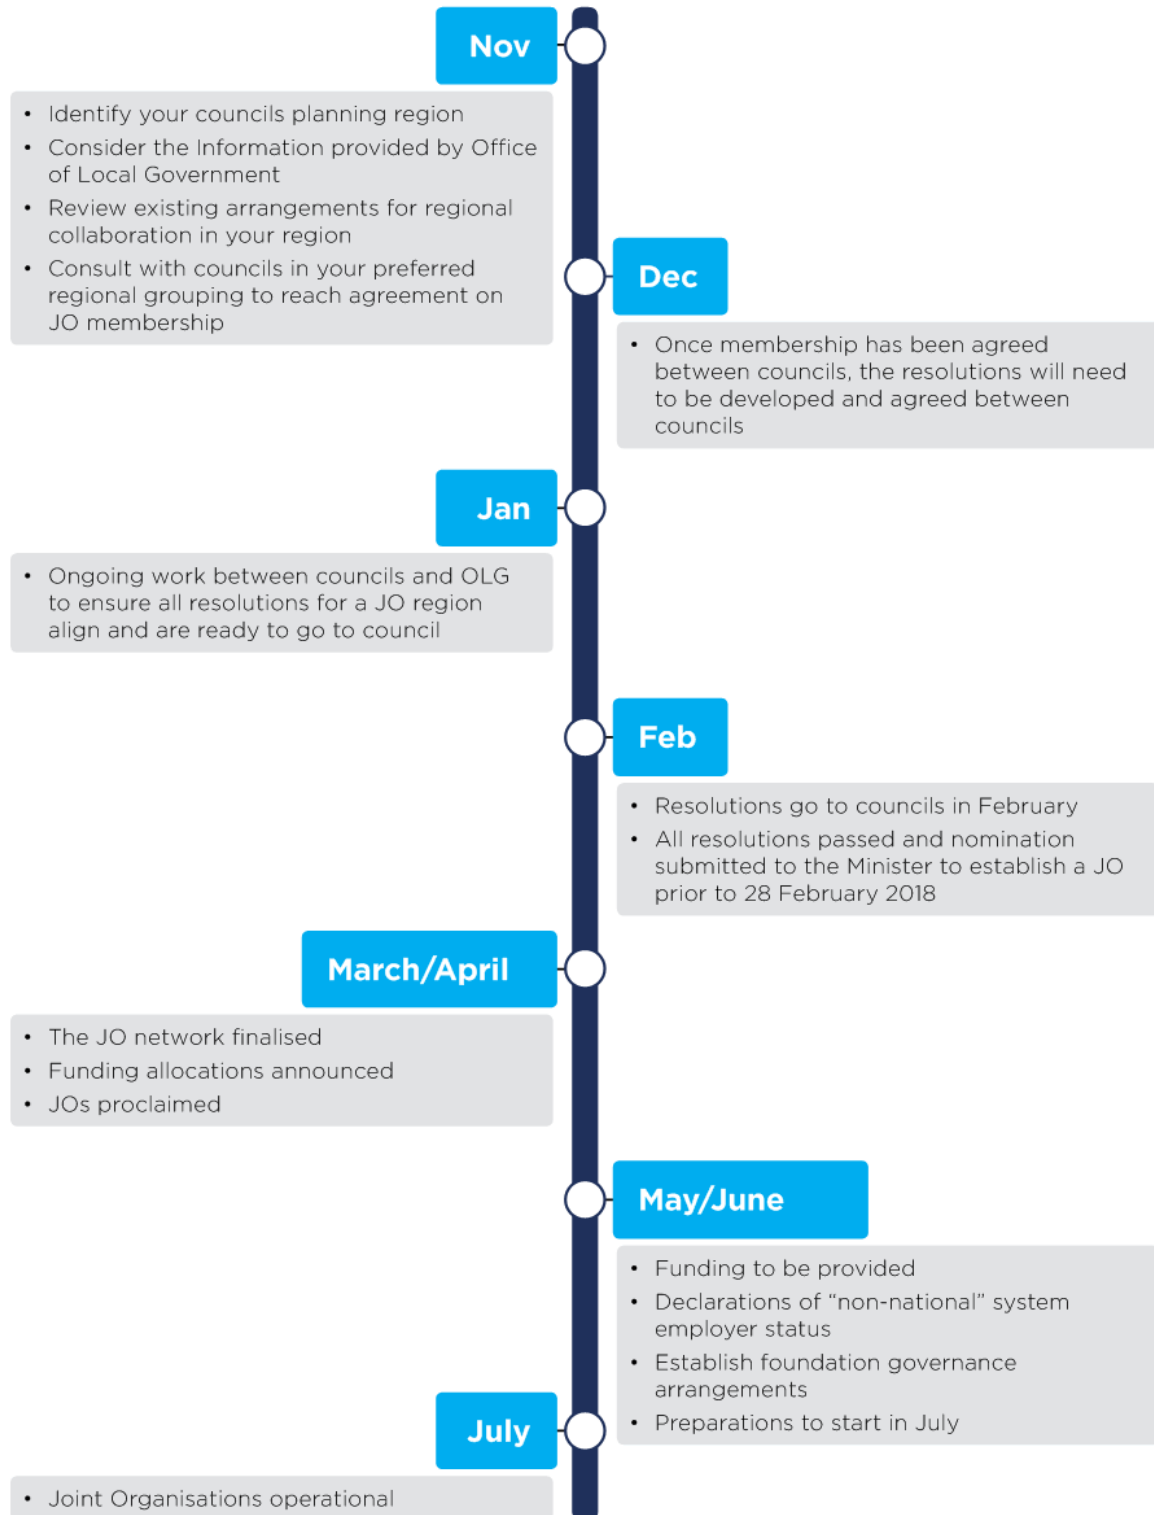 Nov
• Identify your councils planning region
• Consider the Information provided by Office
of Local Government
• Review existing arrangements for regional
collaboration in your region
• Consult with councils in your preferred
regional grouping to reach agreement on
JO membership
Dec
• Once membership has been agreed
between councils, the resolutions will need
to be developed and agreed between
councils
Jan
• Ongoing work between councils and OLG
to ensure all resolutions for a JO region
align and are ready to go to council
Feb
• Resolutions go to councils in February
• All resolutions passed and nomination
submitted to the Minister to establish a JO
prior to 28 February 2018
March/April
• The JO network finalised
• Funding allocations announced
• JOs proclaimed
May/June
• Funding to be provided
• Declarations of “non-national” system
employer status
• Establish foundation governance
arrangements
• Preparations to start in July
July
• Joint Organisations operational